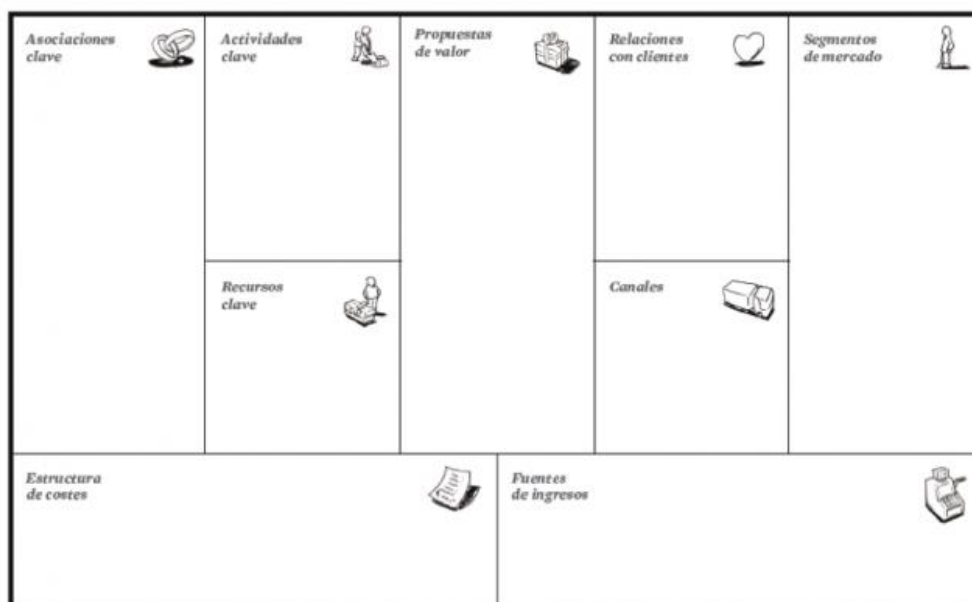 Asociaciones
clave
Actividades
clave
Propuestas
de valor
Relaciones
con clientes
Segmentos
de mercado
Recursos
clave
Canales
Estructura
de costes
Fuentes
de ingresos